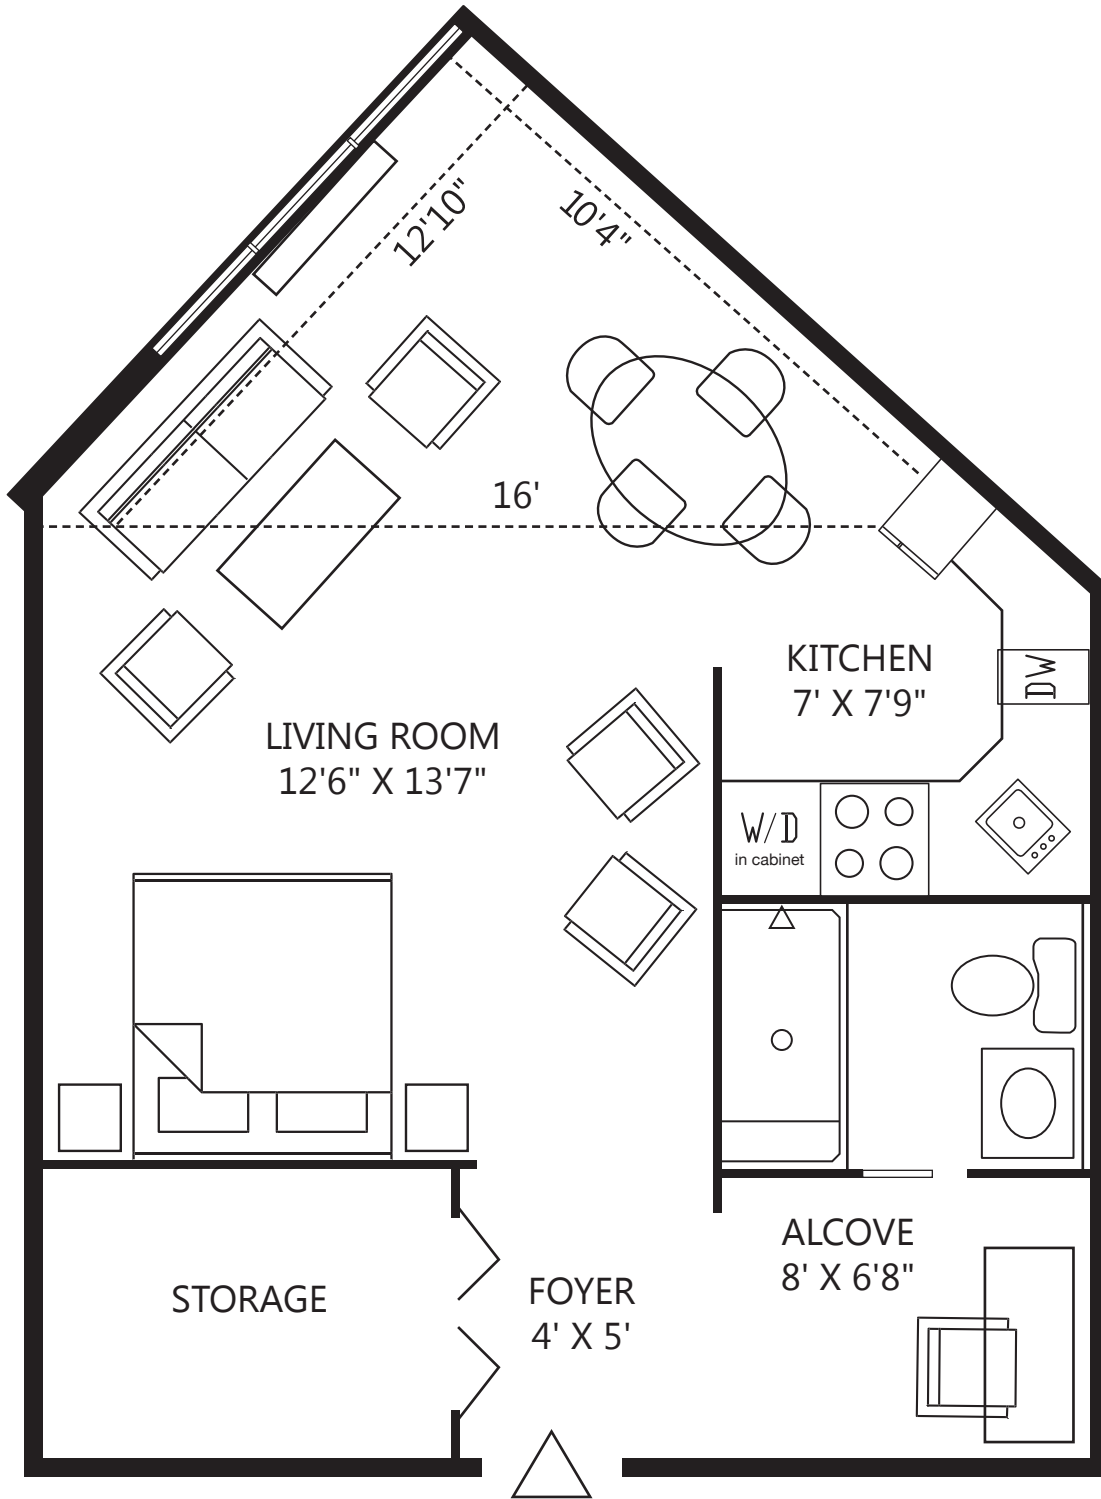 12'10"
10'4"
16'
KITCHEN
7' X 7'9"
DW
LIVING ROOM
12'6" X 13'7"
W/D
in cabinet
ALCOVE
8' X 6'8"
STORAGE
FOYER
4' X 5'